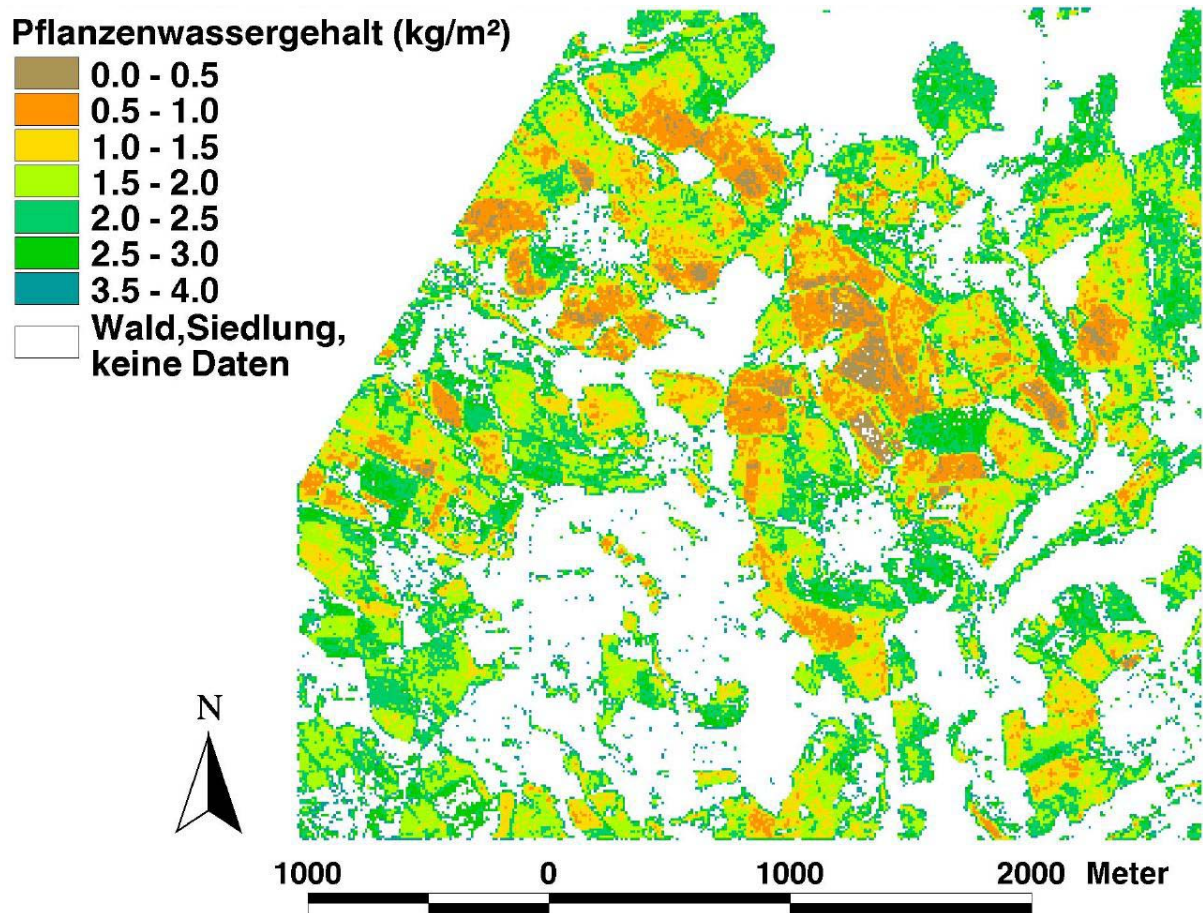 Pflanzenwassergehalt (kg/m²)
0.0 - 0.5
0.5 - 1.0
1.0 - 1.5
1.5 - 2.0
2.0 - 2.5
2.5 - 3.0
3.5 - 4.0
Wald,Siedlung,
keine Daten
N
1000 0 1000 2000 Meter